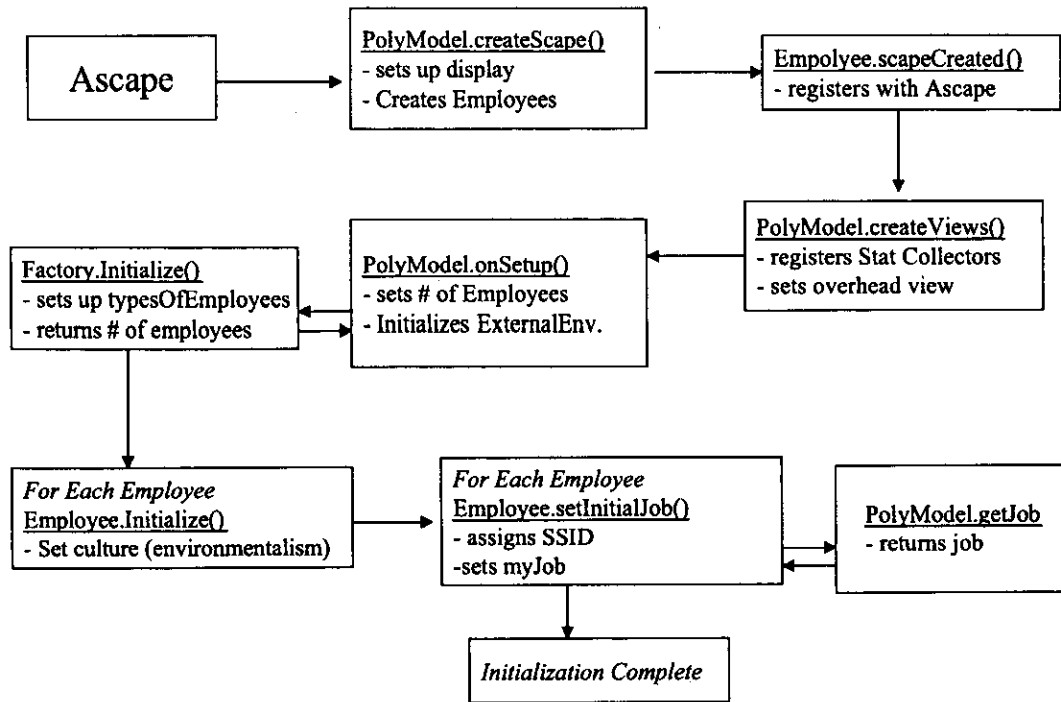 Ascape
PolyModel.createScape()
- sets up display
- Creates Employees
Empolyee.scapeCreated()
- registers with Ascape
PolyModel.createViews()
- registers Stat Collectors
- sets overhead view
PolyModel.onSetup()
- sets # of Employees
- Initializes ExternalEnv.
Factory.Initialize()
- sets up typesOfEmployees
- returns # of employees
For Each Employee
Employee.Initialize()
- Set culture (environmentalism)
For Each Employee
Employee.setInitialJob()
- assigns SSID
-sets myJob
PolyModel.getJob
- returns job
Initialization Complete